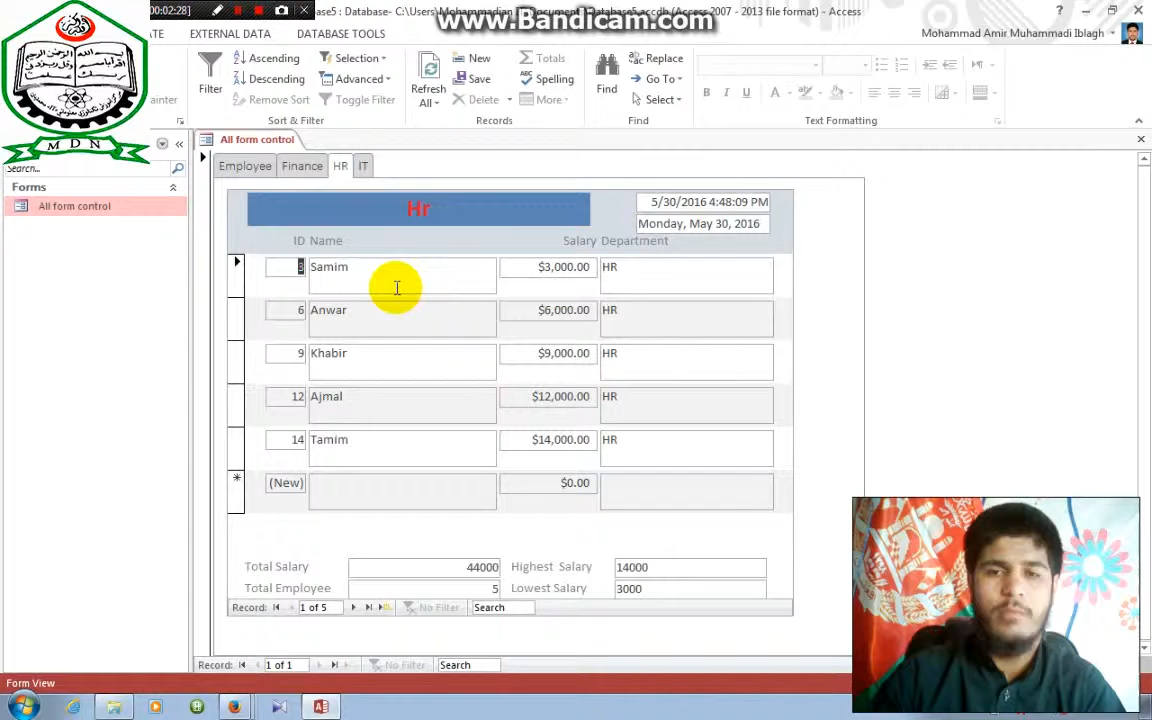 00:02:28
www.Bandicam.com
ase5 : Database- C:\Users\Mohammadian
Database5.accdb (Access 2007 - 2013 file format) - Access
ATE EXTERNAL DATA DATABASE TOOLS
Mohammad Amir Muhammadi Iblagh
ainter
Filter
Ascending
Descending
Remove Sort
Selection
Advanced
Toggle Filter
Sort & Filter
Refresh
All
New
Save
Delete
Totals
Spelling
More
Records
Find
Replace
Go To
Select
Find
B I U A
Text Formatting
M D N
Search...
Forms
All form control
All form control
Employee Finance HR IT
Hr
5/30/2016 4:48:09 PM
Monday, May 30, 2016
ID Name Salary Department
3 Samim $3,000.00 HR
6 Anwar $6,000.00 HR
9 Khabir $9,000.00 HR
12 Ajmal $12,000.00 HR
14 Tamim $14,000.00 HR
(New) $0.00
Total Salary 44000 Highest Salary 14000
Total Employee 5 Lowest Salary 3000
Record: 1 of 5 No Filter Search
Record: 1 of 1 No Filter Search
Form View